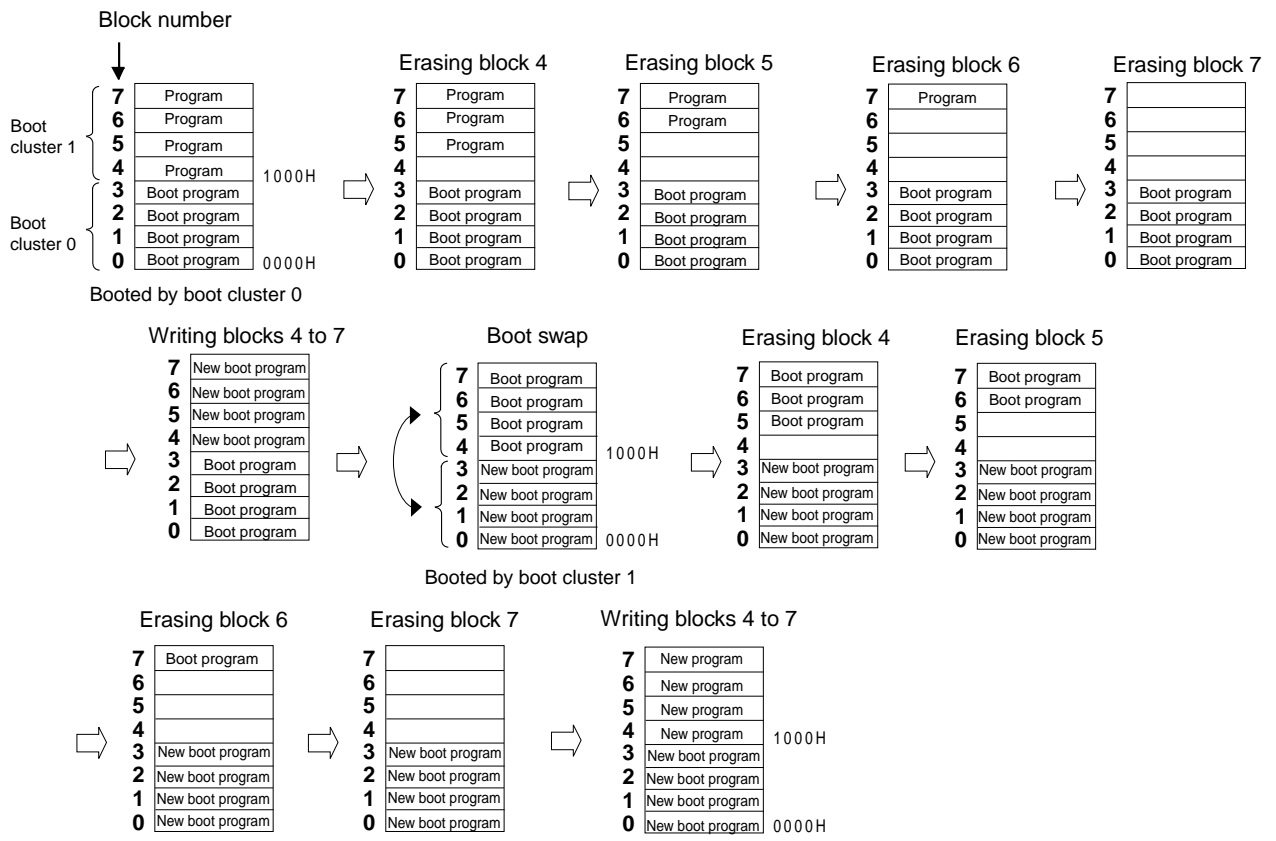 Block number
Erasing block 4
Erasing block 5
Erasing block 6
Erasing block 7
Boot
cluster 1
Boot
cluster 0
7 Program
6 Program
5 Program
4 Program
1000H
3 Boot program
2 Boot program
1 Boot program
0 Boot program
0000H
Booted by boot cluster 0
7 Program
6 Program
5 Program
4
3 Boot program
2 Boot program
1 Boot program
0 Boot program
7 Program
6 Program
5
4
3 Boot program
2 Boot program
1 Boot program
0 Boot program
7 Program
6
5
4
3 Boot program
2 Boot program
1 Boot program
0 Boot program
7
6
5
4
3 Boot program
2 Boot program
1 Boot program
0 Boot program
Writing blocks 4 to 7
7 New boot program
6 New boot program
5 New boot program
4 New boot program
3 Boot program
2 Boot program
1 Boot program
0 Boot program
Boot swap
7 Boot program
6 Boot program
5 Boot program
4 Boot program
1000H
3 New boot program
2 New boot program
1 New boot program
0 New boot program
0000H
Booted by boot cluster 1
Erasing block 4
7 Boot program
6 Boot program
5 Boot program
4
3 New boot program
2 New boot program
1 New boot program
0 New boot program
Erasing block 5
7 Boot program
6 Boot program
5
4
3 New boot program
2 New boot program
1 New boot program
0 New boot program
Erasing block 6
7 Boot program
6
5
4
3 New boot program
2 New boot program
1 New boot program
0 New boot program
Erasing block 7
7
6
5
4
3 New boot program
2 New boot program
1 New boot program
0 New boot program
Writing blocks 4 to 7
7 New program
6 New program
5 New program
4 New program
1000H
3 New boot program
2 New boot program
1 New boot program
0 New boot program
0000H